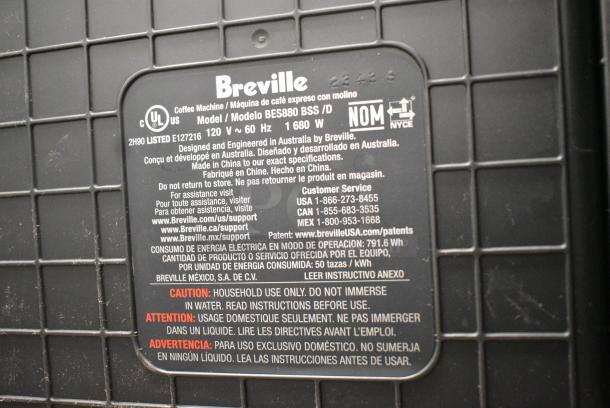 Breville
22 43 S
Coffee Machine / Máquina de café expreso con molino
C UL US
Model / Modelo BES880 BSS /D
NOM NYCE
2H90 LISTED E127216 120 V ~ 60 Hz 1 680 W
Designed and Engineered in Australia by Breville.
Conçu et développé en Australia. Diseñado y desarrollado en Australia.
Made in China to our exact specifications.
Fabriqué en Chine. Hecho en China.
Do not return to store. Ne pas retourner le produit en magasin.
For assistance visit
Pour toute assistance, visiter
Para obtener asistencia, visite
www.Breville.com/us/support
www.Breville.ca/support
www.Breville.mx/support
Customer Service
USA 1-866-273-8455
CAN 1-855-683-3535
MEX 1-800-953-1668
Patent: www.brevilleUSA.com/patents
CONSUMO DE ENERGIA ELECTRICA EN MODO DE OPERACION: 791.6 Wh
CANTIDAD DE PRODUCTO O SERVICIO OFRECIDO POR EL EQUIPO,
POR UNIDAD DE ENERGIA CONSUMIDA: 50 tazas / kWh
BREVILLE MÉXICO, S.A. DE C.V. LEER INSTRUCTIVO ANEXO
CAUTION: HOUSEHOLD USE ONLY. DO NOT IMMERSE
IN WATER. READ INSTRUCTIONS BEFORE USE.
ATTENTION: USAGE DOMESTIQUE SEULEMENT. NE PAS IMMERGER
DANS UN LIQUIDE. LIRE LES DIRECTIVES AVANT L'EMPLOI.
ADVERTENCIA: PARA USO EXCLUSIVO DOMÉSTICO. NO SUMERJA
EN NINGÚN LÍQUIDO. LEA LAS INSTRUCCIONES ANTES DE USAR.